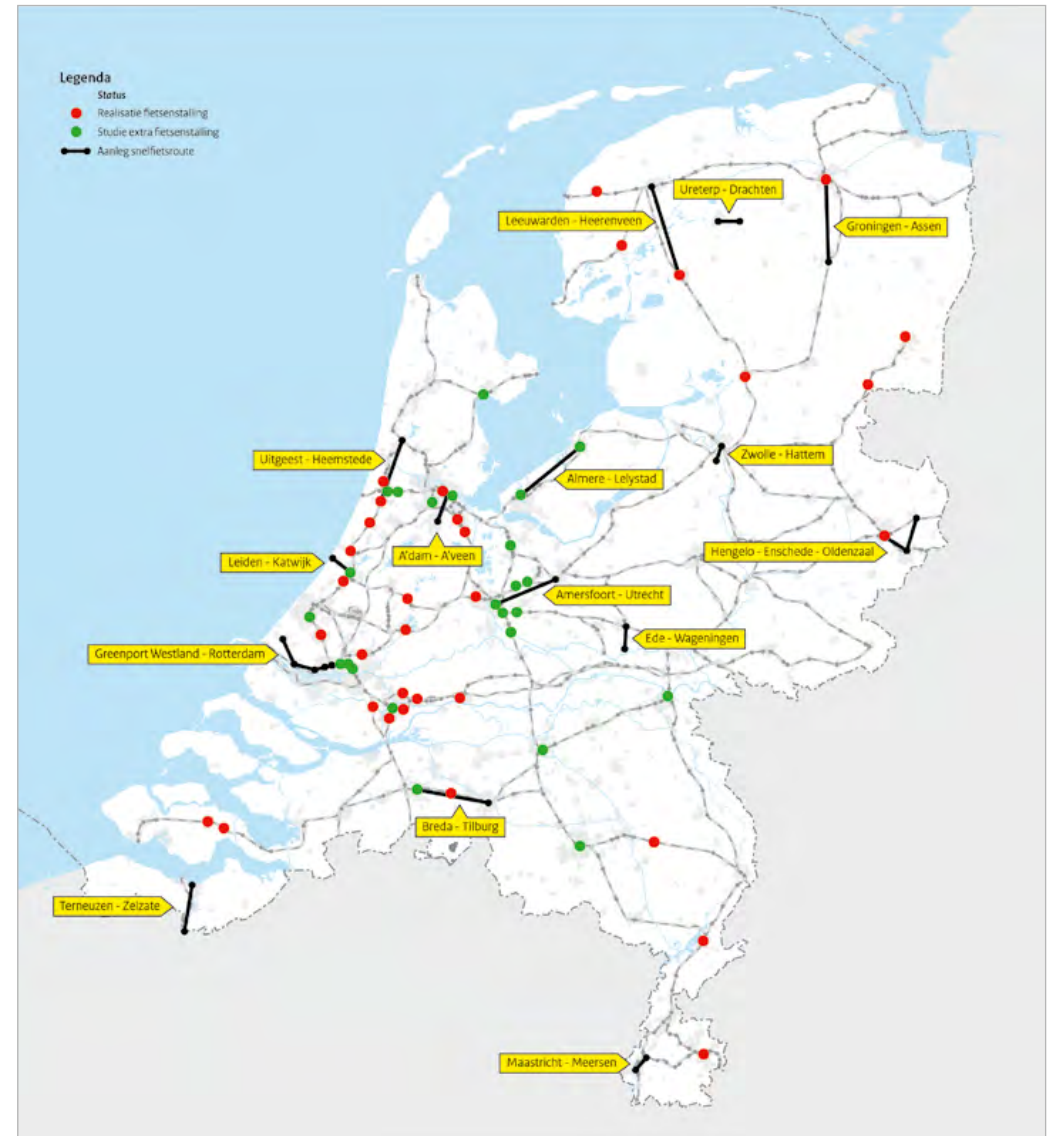 Legenda
Status
Realisatie fietsenstalling
Studie extra fietsenstalling
Aanleg snelfietsroute
Ureterp - Drachten
Leeuwarden - Heerenveen
Groningen - Assen
Uitgeest - Heemstede
Zwolle - Hattem
Almere - Lelystad
Hengelo - Enschede - Oldenzaal
A'dam - A'veen
Leiden - Katwijk
Amersfoort - Utrecht
Ede - Wageningen
Greenport Westland - Rotterdam
Breda - Tilburg
Terneuzen - Zelzate
Maastricht - Meersen